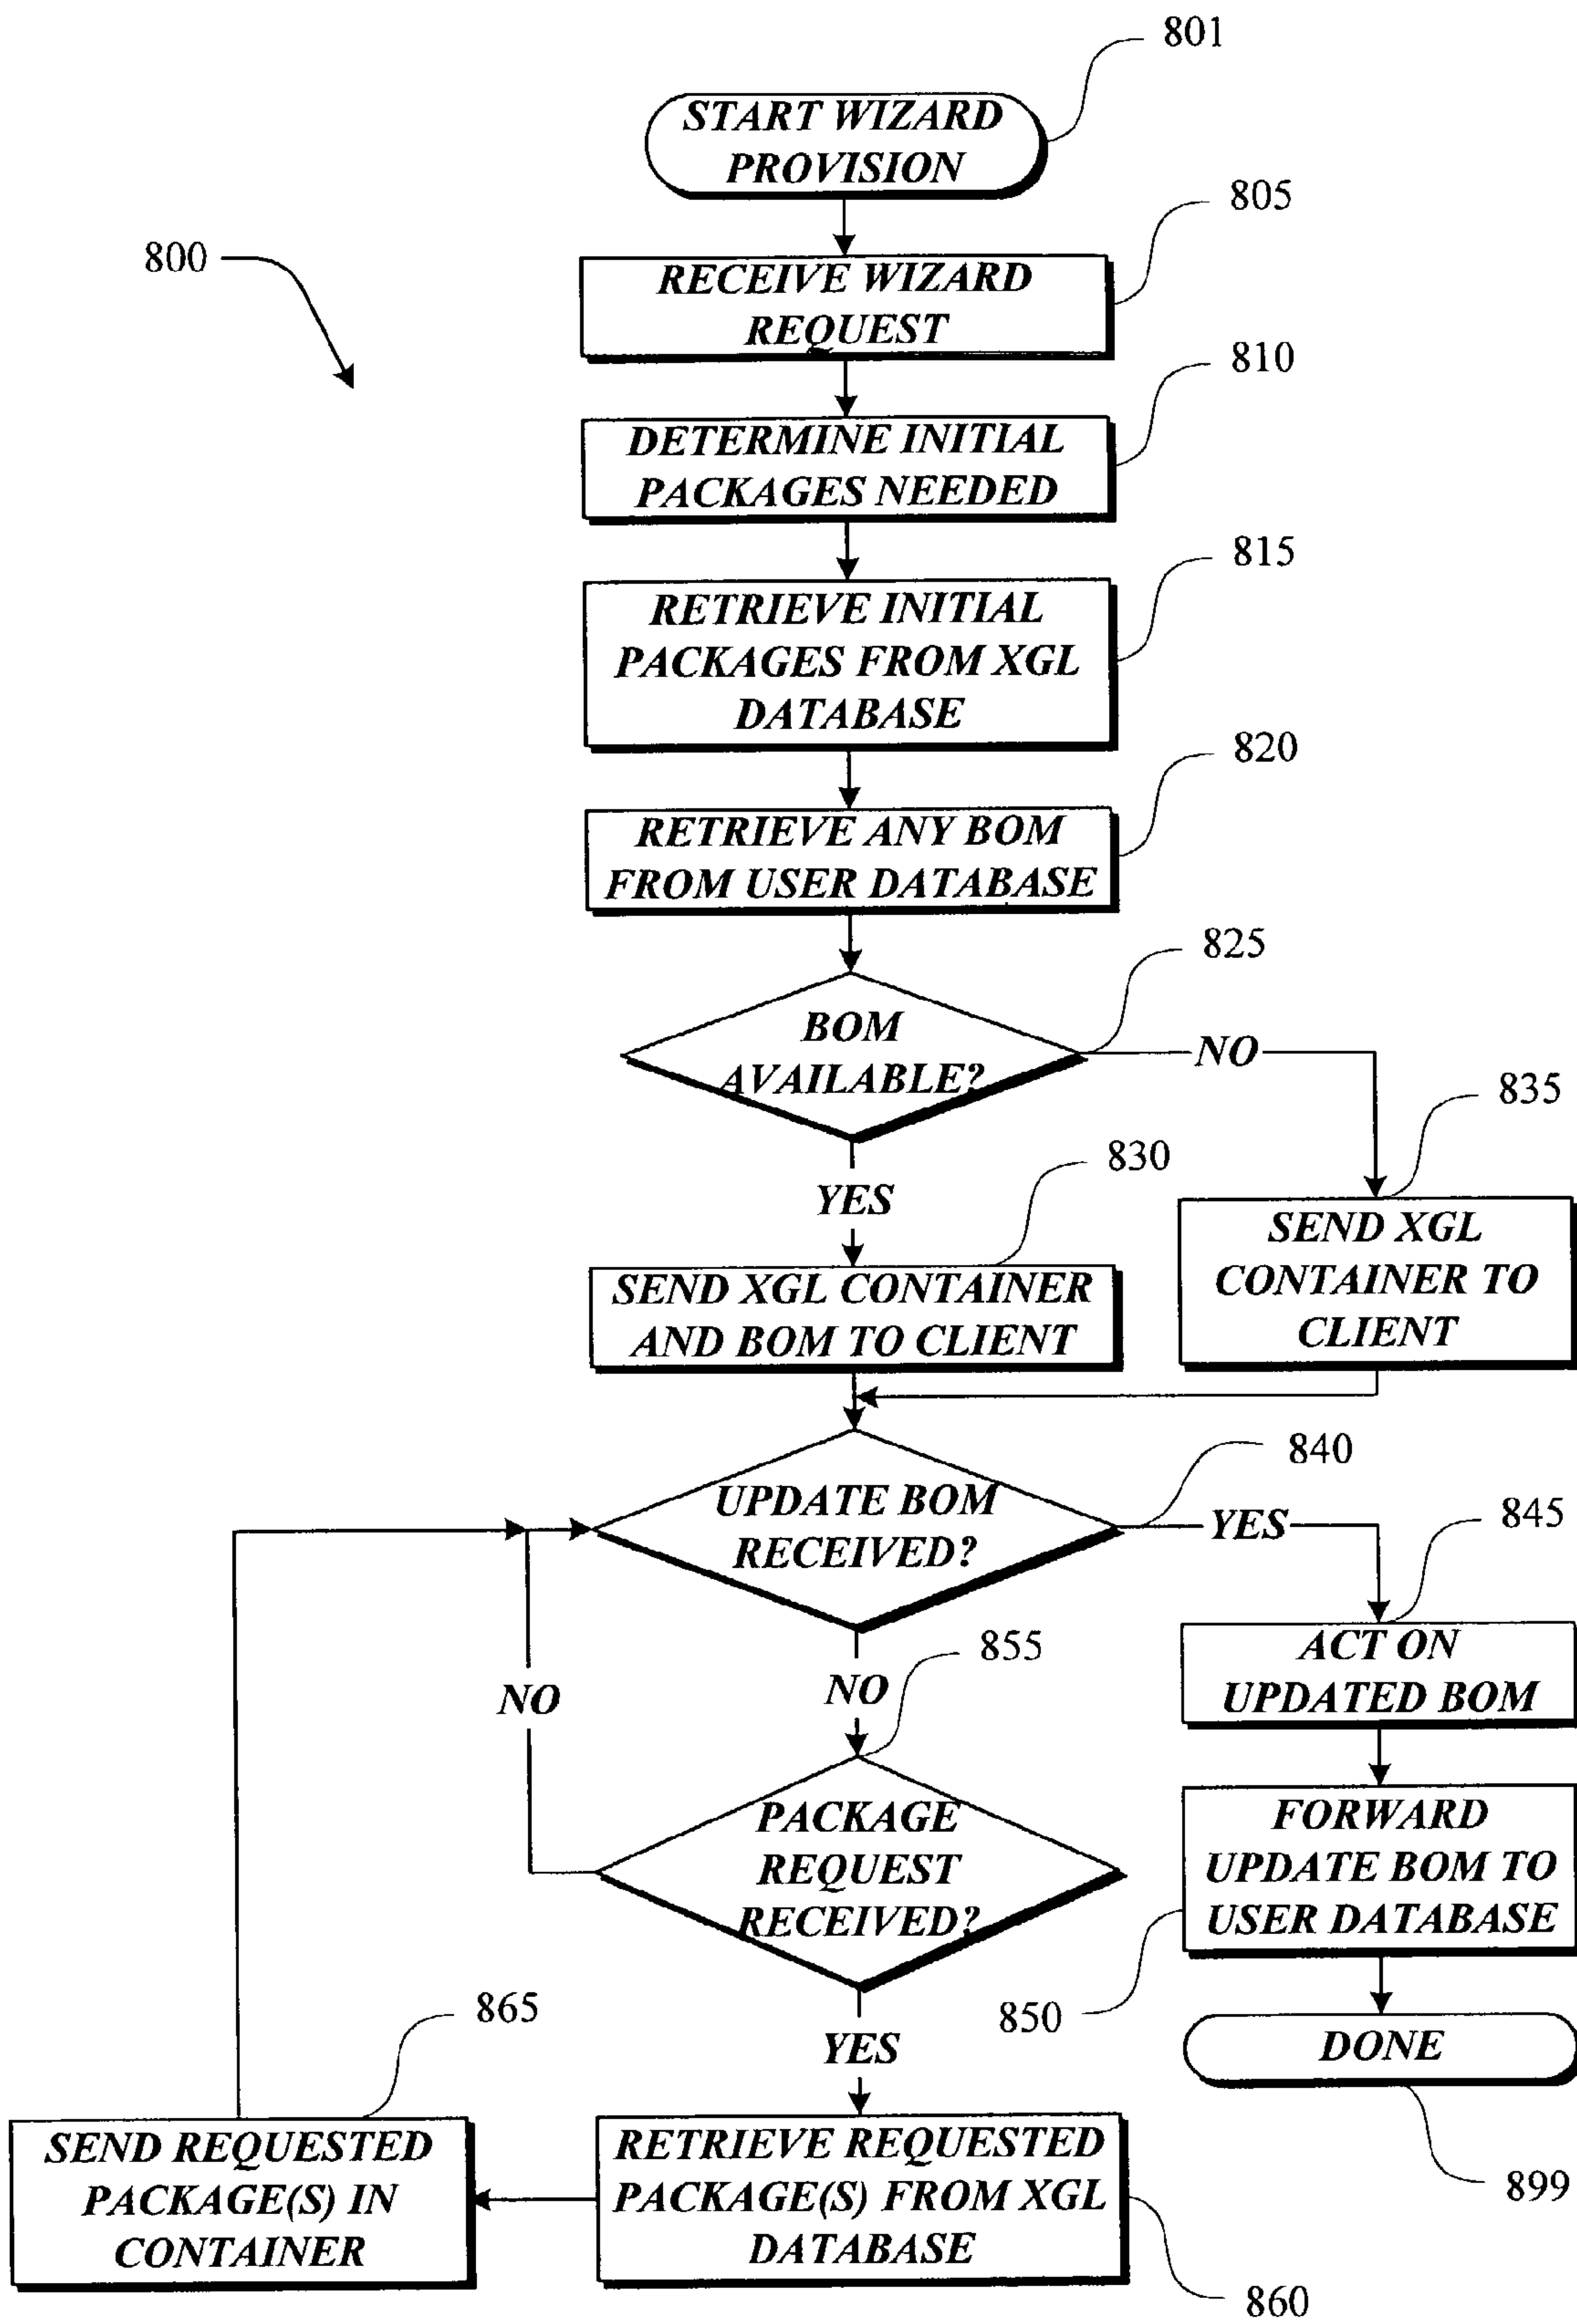 801
START WIZARD
PROVISION
805
800
RECEIVE WIZARD
REQUEST
810
DETERMINE INITIAL
PACKAGES NEEDED
815
RETRIEVE INITIAL
PACKAGES FROM XGL
DATABASE
820
RETRIEVE ANY BOM
FROM USER DATABASE
825
BOM
AVAILABLE?
NO
835
830
YES
SEND XGL
CONTAINER TO
CLIENT
SEND XGL CONTAINER
AND BOM TO CLIENT
840
UPDATE BOM
RECEIVED?
YES
845
855
ACT ON
UPDATED BOM
NO
NO
PACKAGE
REQUEST
RECEIVED?
FORWARD
UPDATE BOM TO
USER DATABASE
850
865
YES
DONE
899
SEND REQUESTED
PACKAGE(S) IN
CONTAINER
RETRIEVE REQUESTED
PACKAGE(S) FROM XGL
DATABASE
860